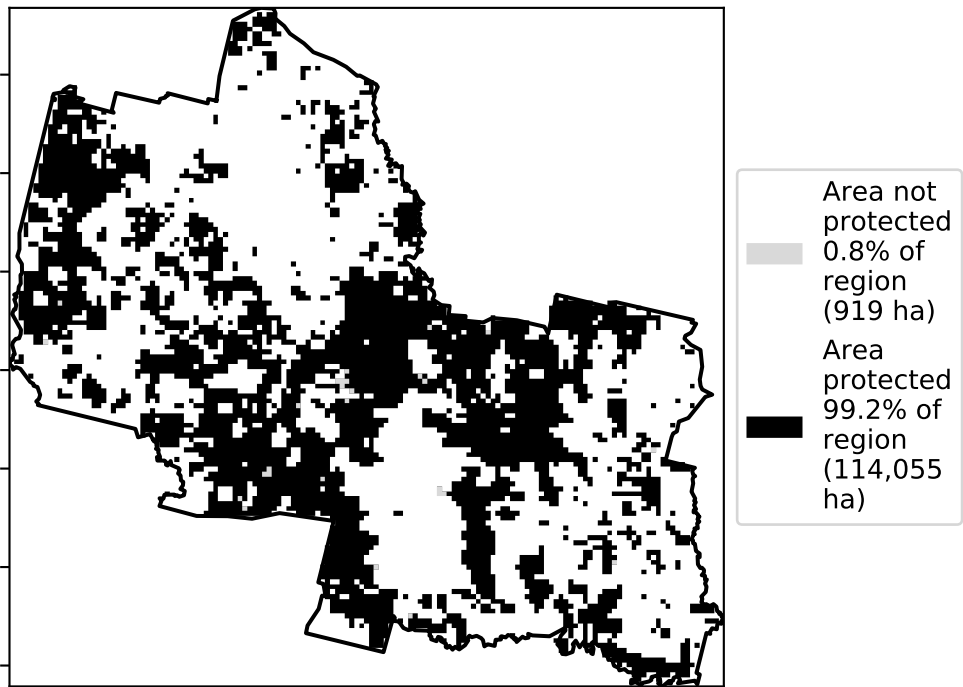 Area not
protected
0.8% of
region
(919 ha)
Area
protected
99.2% of
region
(114,055
ha)